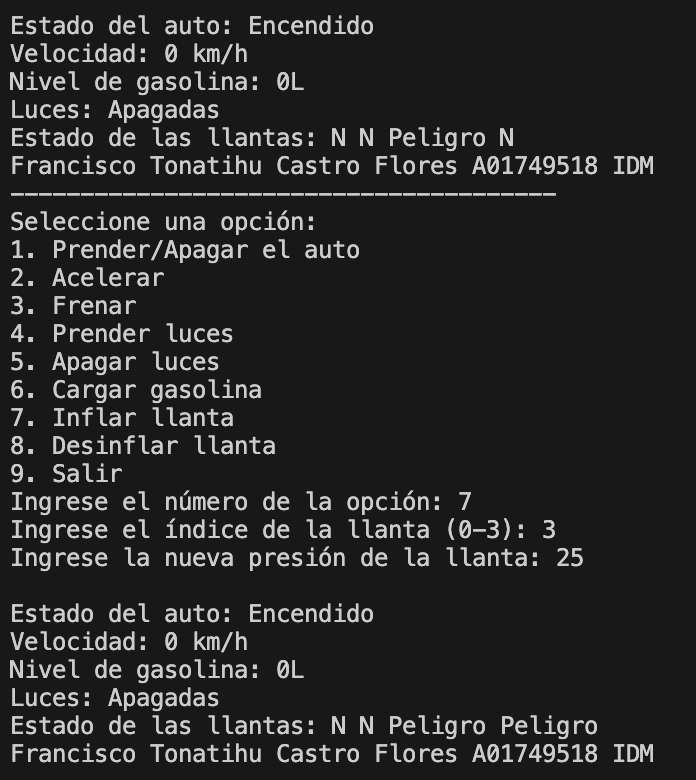 Estado del auto: Encendido
Velocidad: 0 km/h
Nivel de gasolina: 0L
Luces: Apagadas
Estado de las llantas: N N Peligro N
Francisco Tonatihu Castro Flores A01749518 IDM
---------------------------------------
Seleccione una opción:
1. Prender/Apagar el auto
2. Acelerar
3. Frenar
4. Prender luces
5. Apagar luces
6. Cargar gasolina
7. Inflar llanta
8. Desinflar llanta
9. Salir
Ingrese el número de la opción: 7
Ingrese el índice de la llanta (0-3): 3
Ingrese la nueva presión de la llanta: 25

Estado del auto: Encendido
Velocidad: 0 km/h
Nivel de gasolina: 0L
Luces: Apagadas
Estado de las llantas: N N Peligro Peligro
Francisco Tonatihu Castro Flores A01749518 IDM